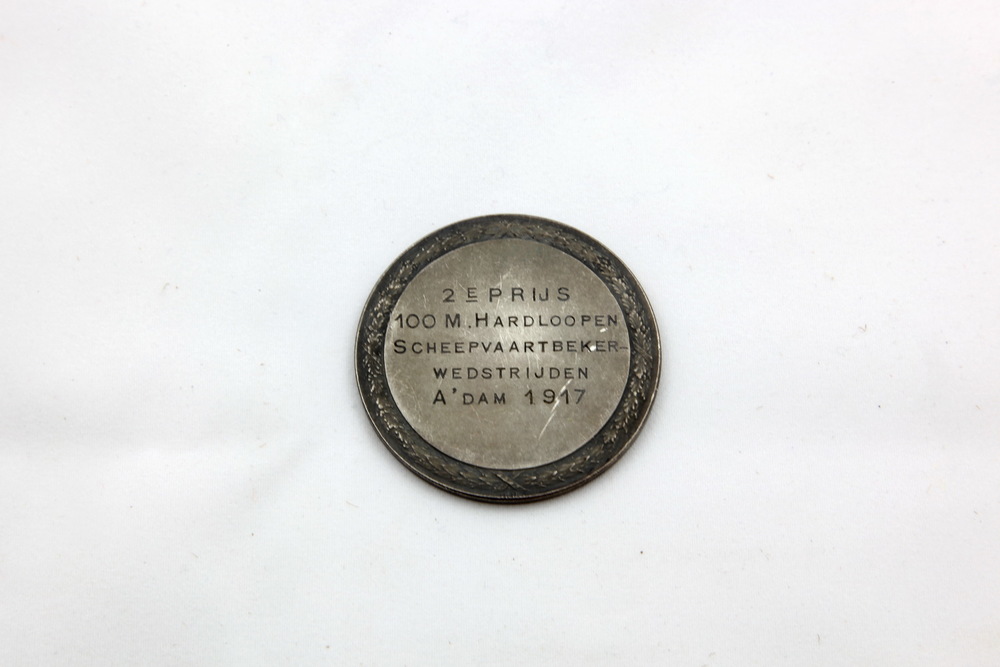 2E PRIJS
100 M. HARDLOOPEN
SCHEEPVAARTBEKER-
WEDSTRIJDEN
A'DAM 1917